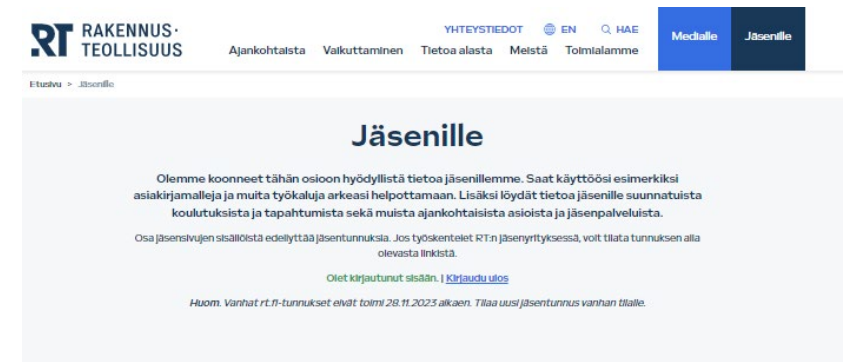 RAKENNUS·
TEOLLISUUS
YHTEYSTIEDOT EN HAE
Ajankohtaista Vaikuttaminen Tietoa alasta Meistä Toimialamme
Medialle Jäsenille
Etusivu > Jäsenille
Jäsenille
Olemme koonneet tähän osioon hyödyllistä tietoa jäsenillemme. Saat käyttöösi esimerkiksi
asiakirjamalleja ja muita työkaluja arkeasi helpottamaan. Lisäksi löydät tietoa jäsenille suunnatuista
koulutuksista ja tapahtumista sekä muista ajankohtaisista asioista ja jäsenpalveluista.
Osa jäsensivujen sisällöistä edellyttää jäsentunnuksia. Jos työskentelet RT:n jäsenyrityksessä, voit tilata tunnuksen alla
olevasta linkistä.
Olet kirjautunut sisään. | Kirjaudu ulos
Huom. Vanhat rt.fi-tunnukset eivät toimi 28.11.2023 alkaen. Tilaa uusi jäsentunnus vanhan tilalle.